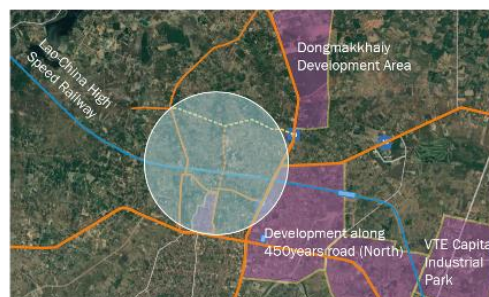 Lao-China High
Speed Railway
Dongmakkhaiy
Development Area
Development along
450years road (North)
VTE Capital
Industrial
Park